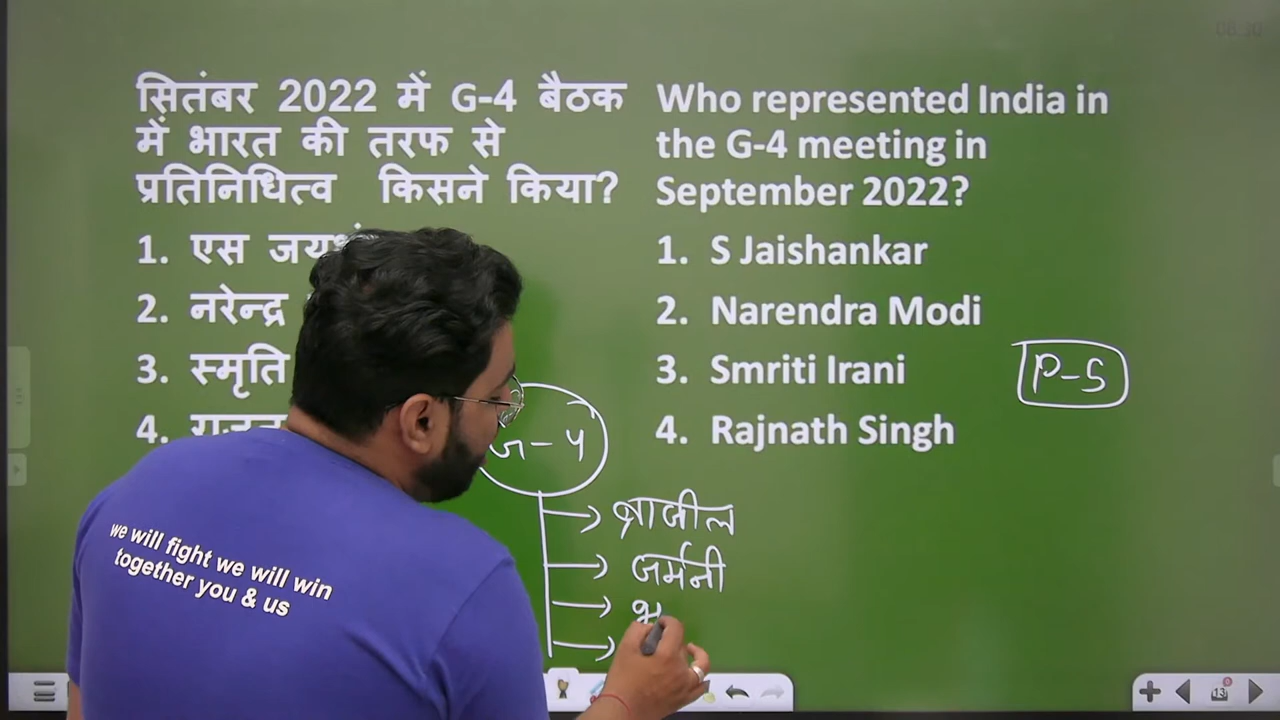 सितंबर 2022 में G-4 बैठक
में भारत की तरफ से
प्रतिनिधित्व किसने किया?
1. एस
2. नरेन्द्र
3. स्मृति
4.
Who represented India in
the G-4 meeting in
September 2022?
1. S Jaishankar
2. Narendra Modi
3. Smriti Irani
4. Rajnath Singh
P-5
-4
ब्राजील
जर्मनी
we will fight we will win
together you & us
13